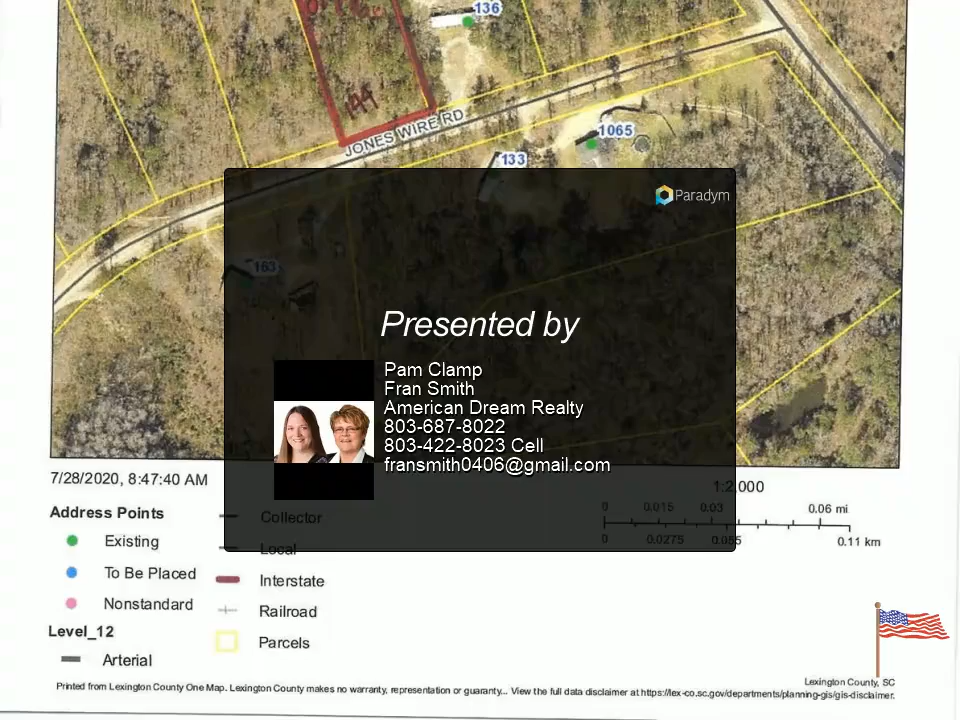 136
144
JONES WIRE RD
1065
133
Paradym
163
Presented by
Pam Clamp
Fran Smith
American Dream Realty
803-687-8022
803-422-8023 Cell
fransmith0406@gmail.com
7/28/2020, 8:47:40 AM
1:2,000
0 0.015 0.03 0.06 mi
0 0.0275 0.055 0.11 km
Address Points
Existing
To Be Placed
Nonstandard
Level_12
Arterial
Collector
Local
Interstate
Railroad
Parcels
Lexington County, SC
Printed from Lexington County One Map. Lexington County makes no warranty, representation or guaranty... View the full data disclaimer at https://lex-co.sc.gov/departments/planning-gis/gis-disclaimer.